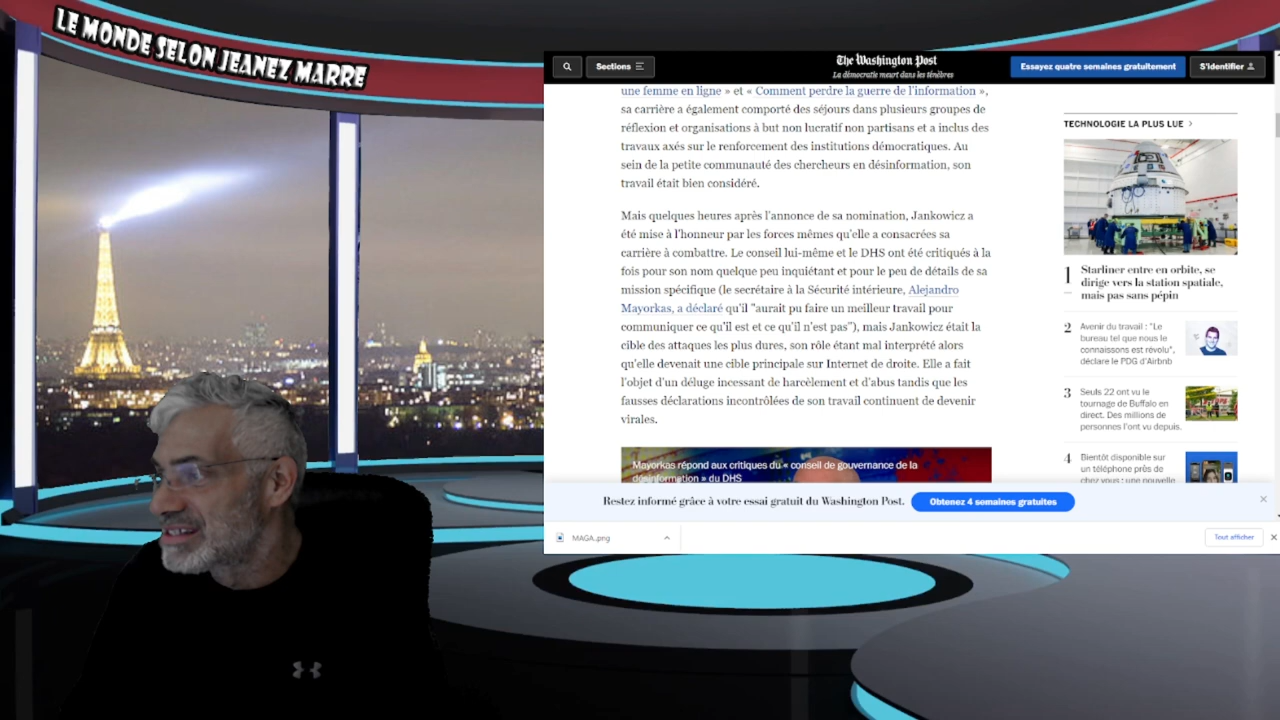 LE MONDE SELON JEANEZ MARRE
Sections
The Washington Post
La démocratie meurt dans les ténèbres
Essayez quatre semaines gratuitement
S'identifier
une femme en ligne » et « Comment perdre la guerre de l'information »,
sa carrière a également comporté des séjours dans plusieurs groupes de
réflexion et organisations à but non lucratif non partisans et a inclus des
travaux axés sur le renforcement des institutions démocratiques. Au
sein de la petite communauté des chercheurs en désinformation, son
travail était bien considéré.
Mais quelques heures après l'annonce de sa nomination, Jankowicz a
été mise à l'honneur par les forces mêmes qu'elle a consacrées sa
carrière à combattre. Le conseil lui-même et le DHS ont été critiqués à la
fois pour son nom quelque peu inquiétant et pour le peu de détails de sa
mission spécifique (le secrétaire à la Sécurité intérieure, Alejandro
Mayorkas, a déclaré qu'il "aurait pu faire un meilleur travail pour
communiquer ce qu'il est et ce qu'il n'est pas"), mais Jankowicz était la
cible des attaques les plus dures, son rôle étant mal interprété alors
qu'elle devenait une cible principale sur Internet de droite. Elle a fait
l'objet d'un déluge incessant de harcèlement et d'abus tandis que les
fausses déclarations incontrôlées de son travail continuent de devenir
virales.
Mayorkas répond aux critiques du « conseil de gouvernance de la
désinformation » du DHS
TECHNOLOGIE LA PLUS LUE >
1 Starliner entre en orbite, se
dirige vers la station spatiale,
mais pas sans pépin
2 Avenir du travail : "Le
bureau tel que nous le
connaissons est révolu",
déclare le PDG d'Airbnb
3 Seuls 22 ont vu le
tournage de Buffalo en
direct. Des millions de
personnes l'ont vu depuis.
4 Bientôt disponible sur
un téléphone près de
chez vous : une nouvelle
Restez informé grâce à votre essai gratuit du Washington Post.
Obtenez 4 semaines gratuites
MAGA.png
Tout afficher